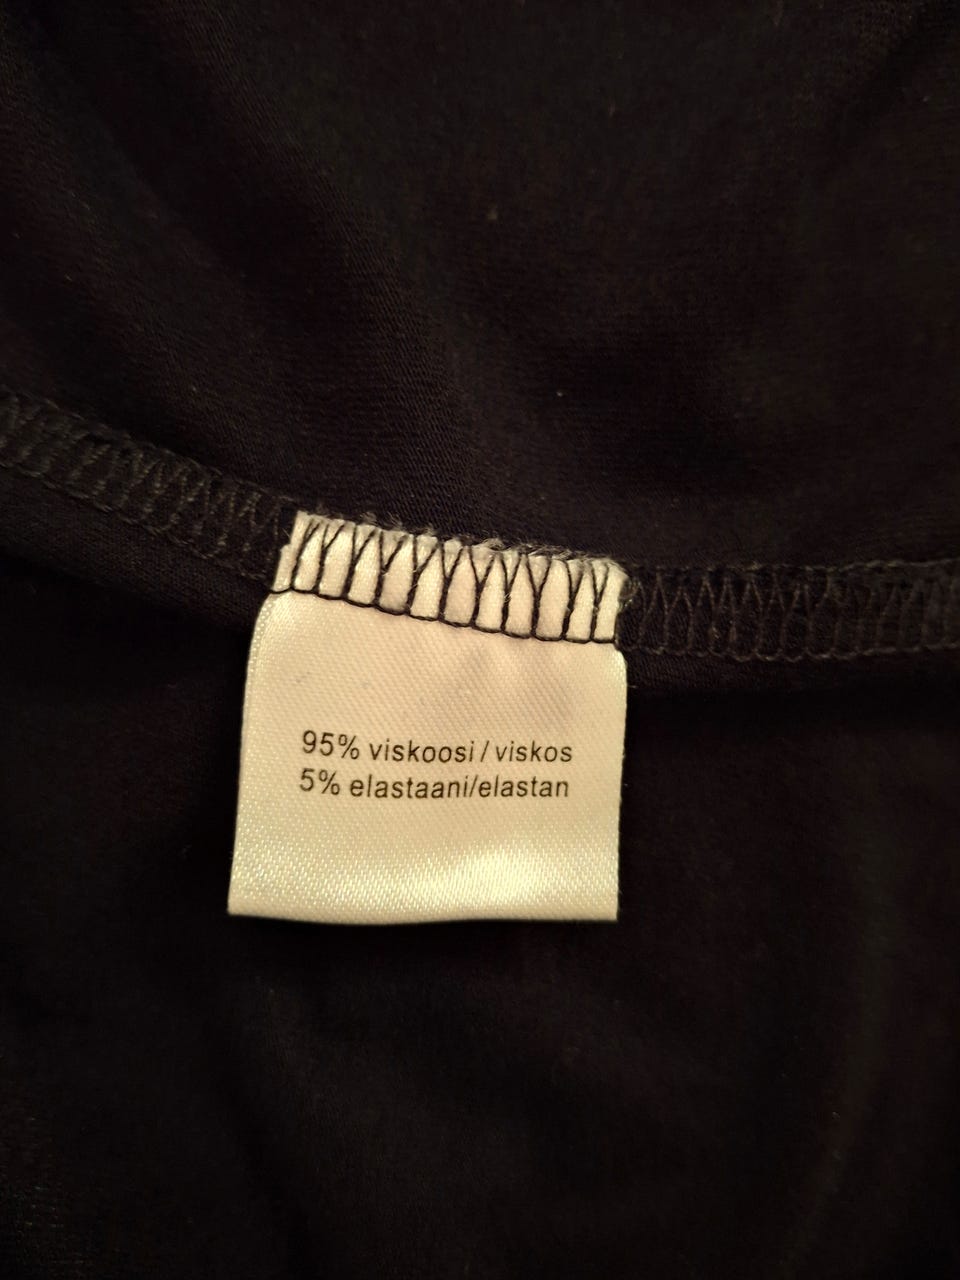 95% viskoosi / viskos
5% elastaani/elastan